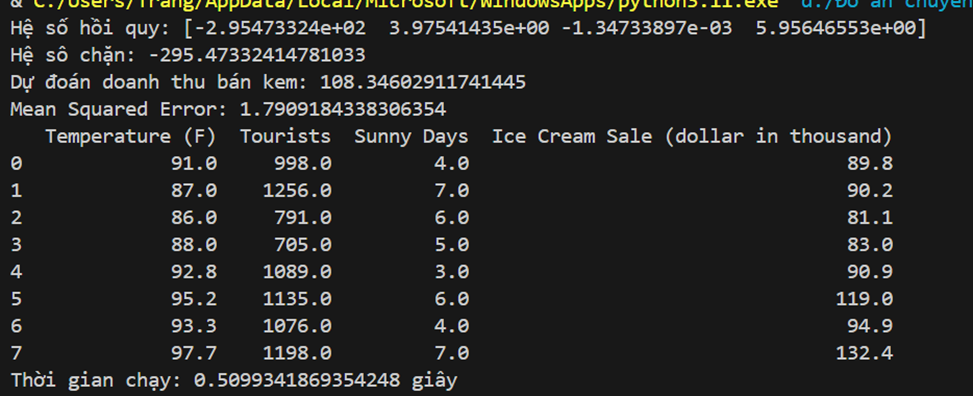 & C:/Users/Trang/AppData/Local/Microsoft/WindowsApps/python3.11.exe "d:/Đồ án chuyên
Hệ số hồi quy: [-2.95473324e+02  3.97541435e+00 -1.34733897e-03  5.95646553e+00]
Hệ sô chặn: -295.47332414781033
Dự đoán doanh thu bán kem: 108.34602911741445
Mean Squared Error: 1.7909184338306354
   Temperature (F)  Tourists  Sunny Days  Ice Cream Sale (dollar in thousand)
0             91.0     998.0         4.0                                 89.8
1             87.0    1256.0         7.0                                 90.2
2             86.0     791.0         6.0                                 81.1
3             88.0     705.0         5.0                                 83.0
4             92.8    1089.0         3.0                                 90.9
5             95.2    1135.0         6.0                                119.0
6             93.3    1076.0         4.0                                 94.9
7             97.7    1198.0         7.0                                132.4
Thời gian chạy: 0.5099341869354248 giây